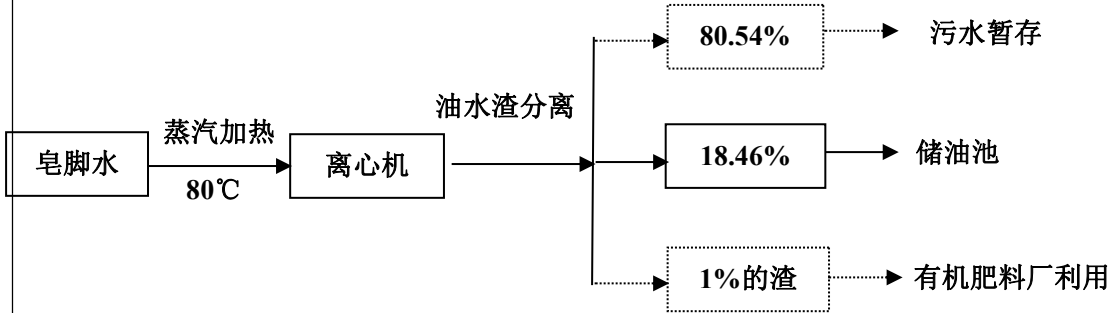 80.54%
污水暂存
油水渣分离
蒸汽加热
皂脚水
离心机
18.46%
储油池
80℃
1%的渣
有机肥料厂利用